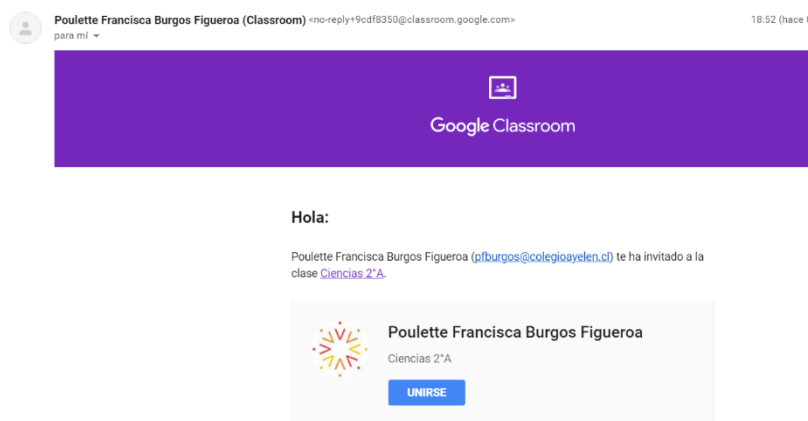 Poulette Francisca Burgos Figueroa (Classroom) <no-reply+9cdf8350@classroom.google.com>
18:52 (hace
para mí
Google Classroom
Hola:
Poulette Francisca Burgos Figueroa (pfburgos@colegioayelen.cl) te ha invitado a la
clase Ciencias 2°A.
Poulette Francisca Burgos Figueroa
Ciencias 2°A
UNIRSE